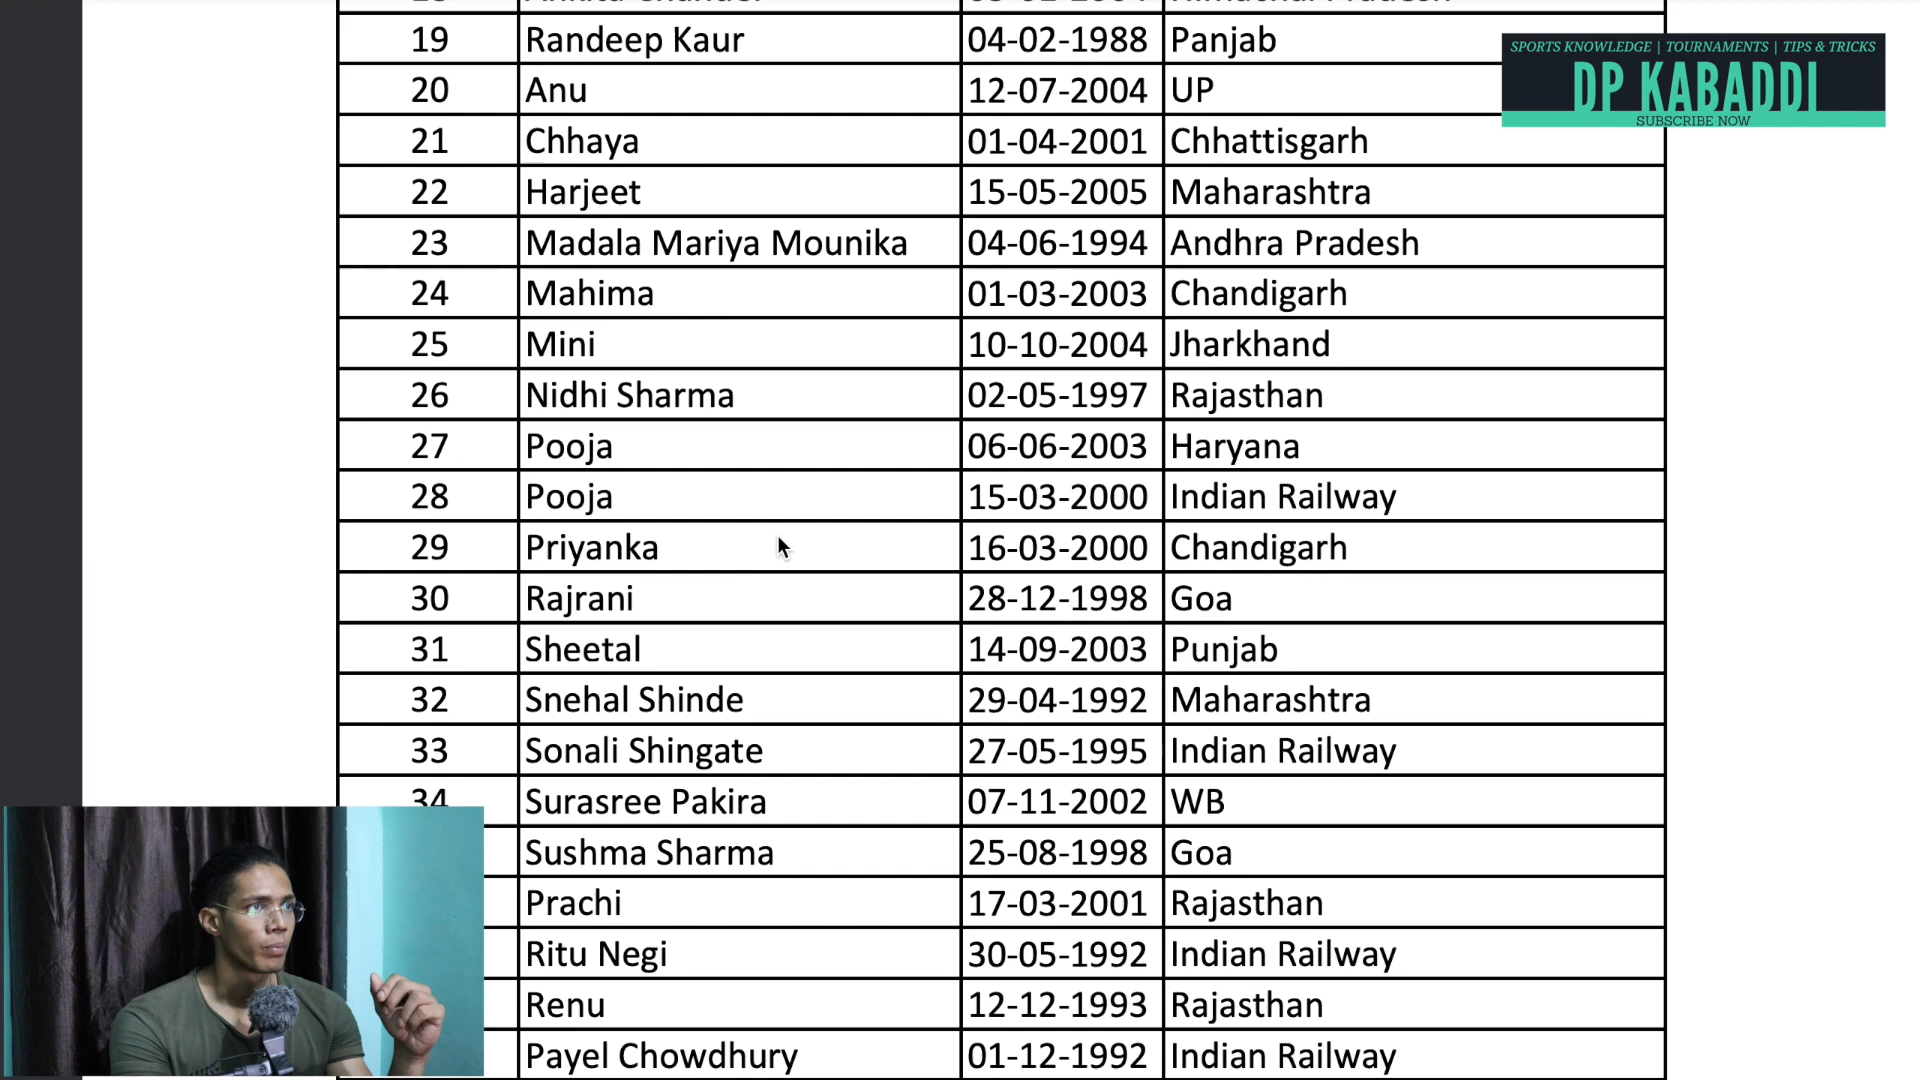 19 Randeep Kaur 04-02-1988 Panjab
SPORTS KNOWLEDGE | TOURNAMENTS | TIPS & TRICKS
DP KABADDI
SUBSCRIBE NOW
20 Anu 12-07-2004 UP
21 Chhaya 01-04-2001 Chhattisgarh
22 Harjeet 15-05-2005 Maharashtra
23 Madala Mariya Mounika 04-06-1994 Andhra Pradesh
24 Mahima 01-03-2003 Chandigarh
25 Mini 10-10-2004 Jharkhand
26 Nidhi Sharma 02-05-1997 Rajasthan
27 Pooja 06-06-2003 Haryana
28 Pooja 15-03-2000 Indian Railway
29 Priyanka 16-03-2000 Chandigarh
30 Rajrani 28-12-1998 Goa
31 Sheetal 14-09-2003 Punjab
32 Snehal Shinde 29-04-1992 Maharashtra
33 Sonali Shingate 27-05-1995 Indian Railway
34 Surasree Pakira 07-11-2002 WB
Sushma Sharma 25-08-1998 Goa
Prachi 17-03-2001 Rajasthan
Ritu Negi 30-05-1992 Indian Railway
Renu 12-12-1993 Rajasthan
Payel Chowdhury 01-12-1992 Indian Railway